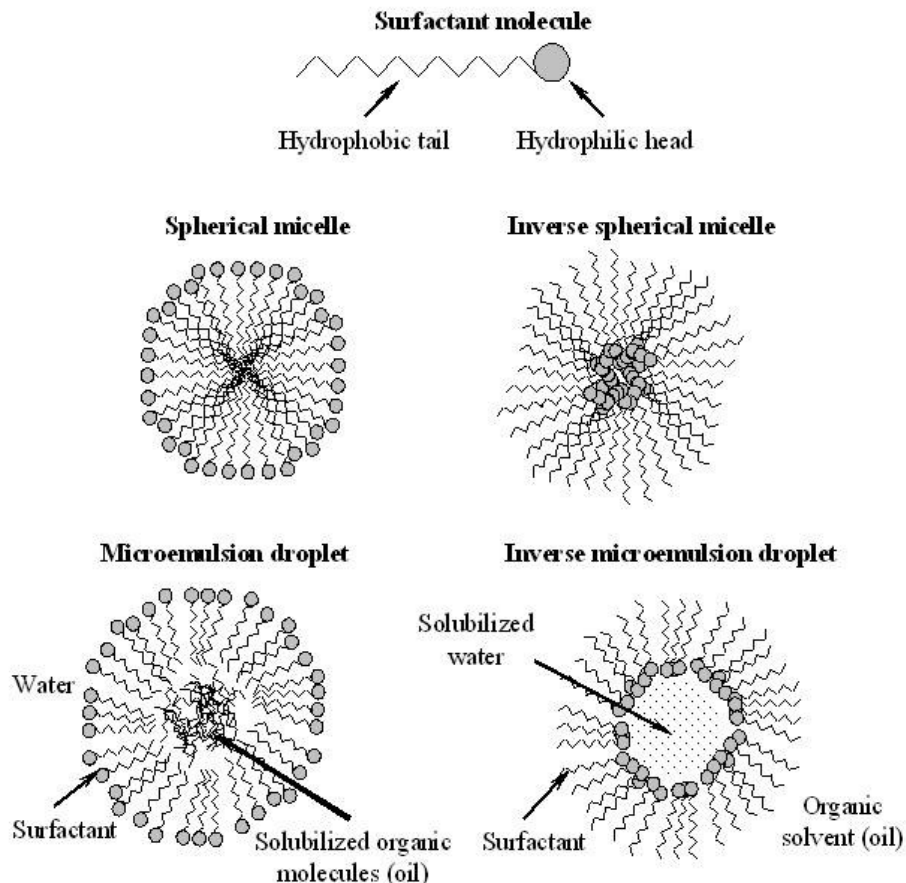 Surfactant molecule
Hydrophobic tail
Hydrophilic head
Spherical micelle
Inverse spherical micelle
Microemulsion droplet
Inverse microemulsion droplet
Solubilized
water
Water
Surfactant
Solubilized organic
molecules (oil)
Surfactant
Organic
solvent (oil)